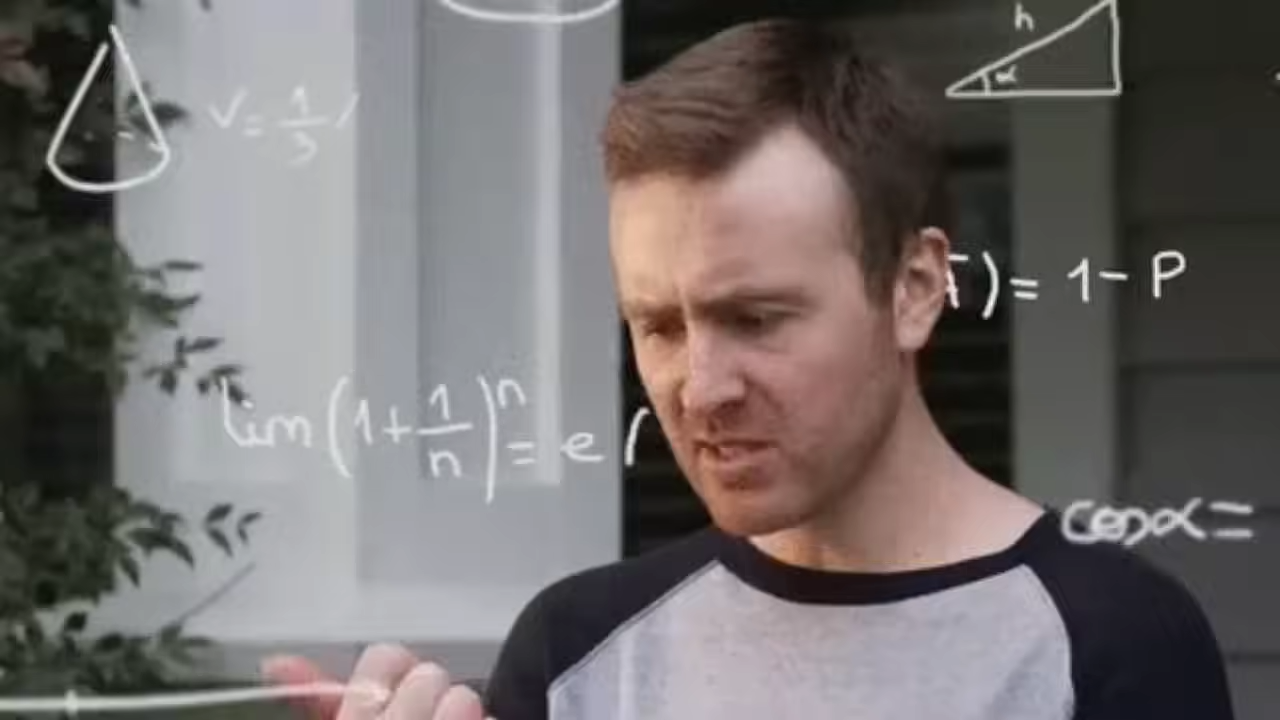 V = 1/3
h
α
) = 1 - P
lim (1 + 1/n)^n = e (
cos α =